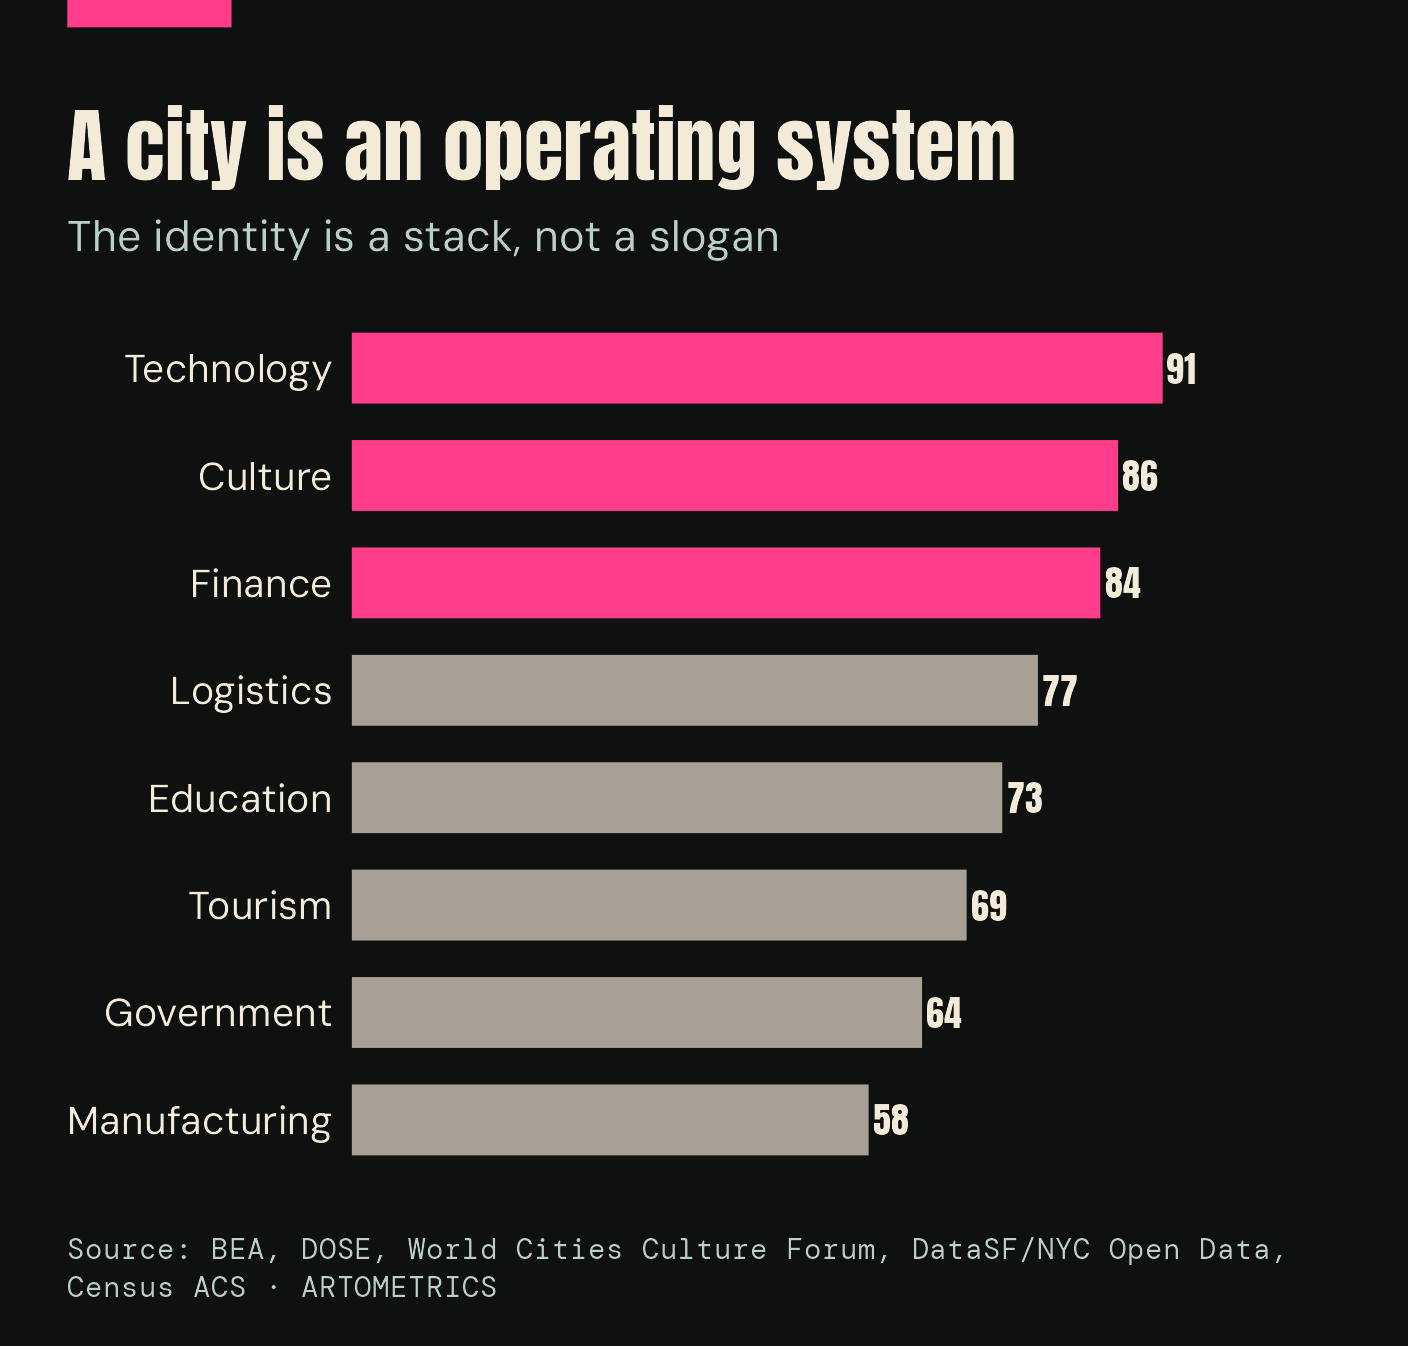 A city is an operating system
The identity is a stack, not a slogan
Technology 91
Culture 86
Finance 84
Logistics 77
Education 73
Tourism 69
Government 64
Manufacturing 58
Source: BEA, DOSE, World Cities Culture Forum, DataSF/NYC Open Data,
Census ACS · ARTOMETRICS